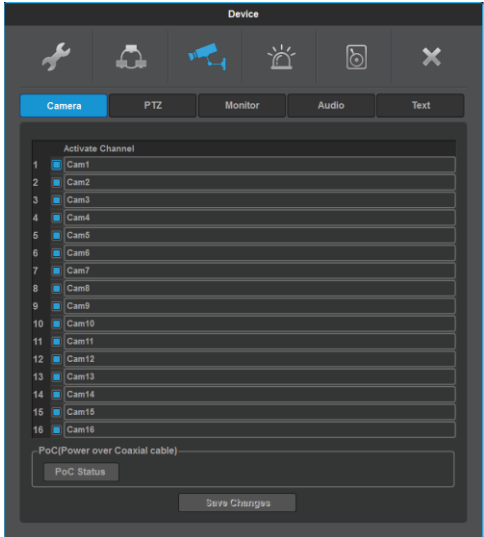 Device
Camera PTZ Monitor Audio Text
Activate Channel
1 Cam1
2 Cam2
3 Cam3
4 Cam4
5 Cam5
6 Cam6
7 Cam7
8 Cam8
9 Cam9
10 Cam10
11 Cam11
12 Cam12
13 Cam13
14 Cam14
15 Cam15
16 Cam16
PoC(Power over Coaxial cable)
PoC Status
Save Changes